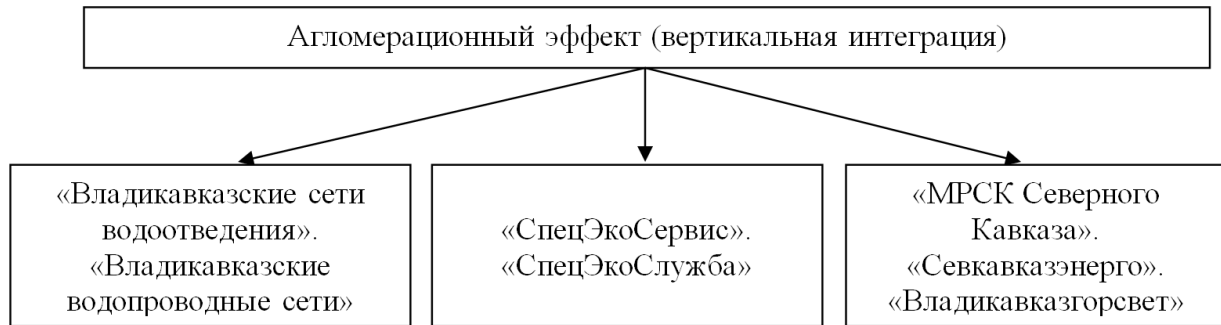 Агломерационный эффект (вертикальная интеграция)
«Владикавказские сети
водоотведения».
«Владикавказские
водопроводные сети»
«СпецЭкоСервис».
«СпецЭкоСлужба»
«МРСК Северного
Кавказа».
«Севкавказэнерго».
«Владикавказгорсвет»